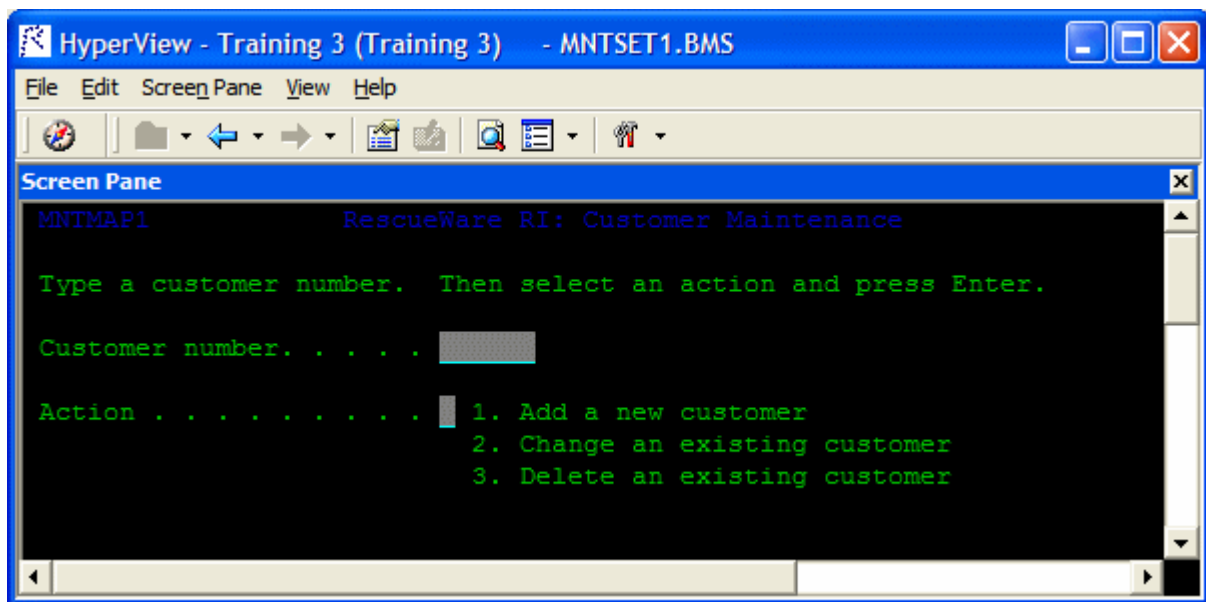 HyperView - Training 3 (Training 3) - MNTSET1.BMS
File Edit Screen Pane View Help
Screen Pane
MNTMAP1 RescueWare RI: Customer Maintenance
Type a customer number. Then select an action and press Enter.
Customer number. . . . .
Action . . . . . . . . . 1. Add a new customer
2. Change an existing customer
3. Delete an existing customer